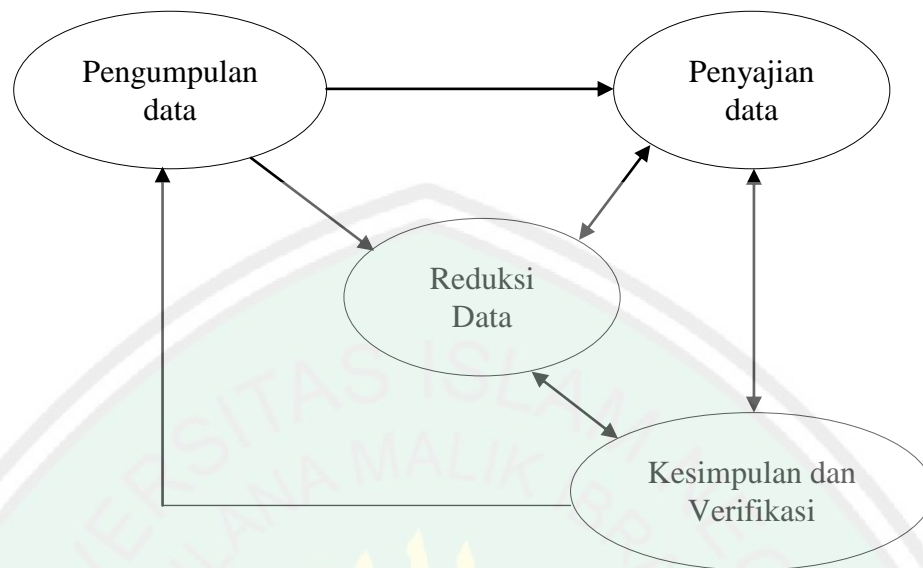 Pengumpulan
data
Penyajian
data
Reduksi
Data
Kesimpulan dan
Verifikasi